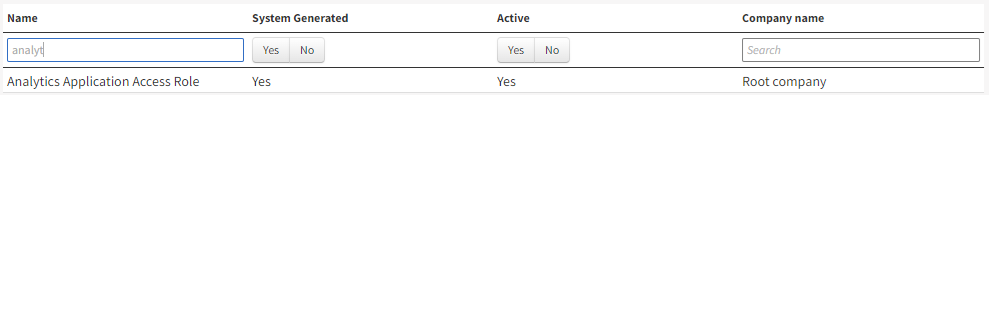 Name System Generated Active Company name
analyt Yes No Yes No Search
Analytics Application Access Role Yes Yes Root company